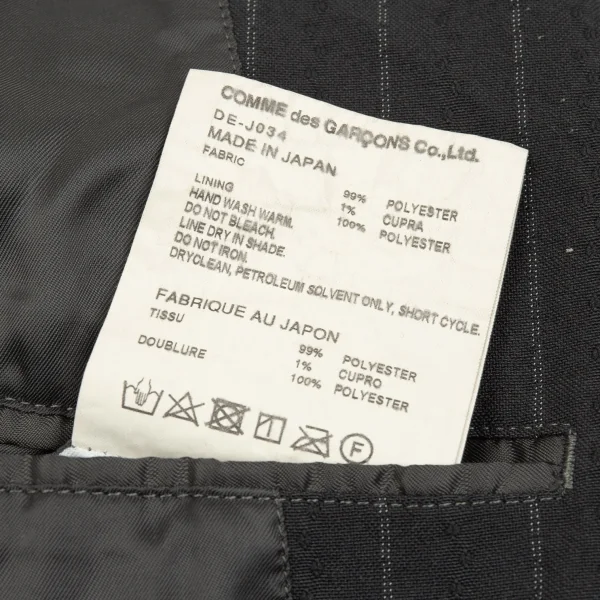 COMME des GARÇONS Co.,Ltd.
DE-J034
MADE IN JAPAN
FABRIC 99% POLYESTER
1% CUPRA
LINING 100% POLYESTER
HAND WASH WARM.
DO NOT BLEACH.
LINE DRY IN SHADE.
DO NOT IRON.
DRYCLEAN, PETROLEUM SOLVENT ONLY, SHORT CYCLE.
FABRIQUE AU JAPON
TISSU 99% POLYESTER
1% CUPRO
DOUBLURE 100% POLYESTER
F